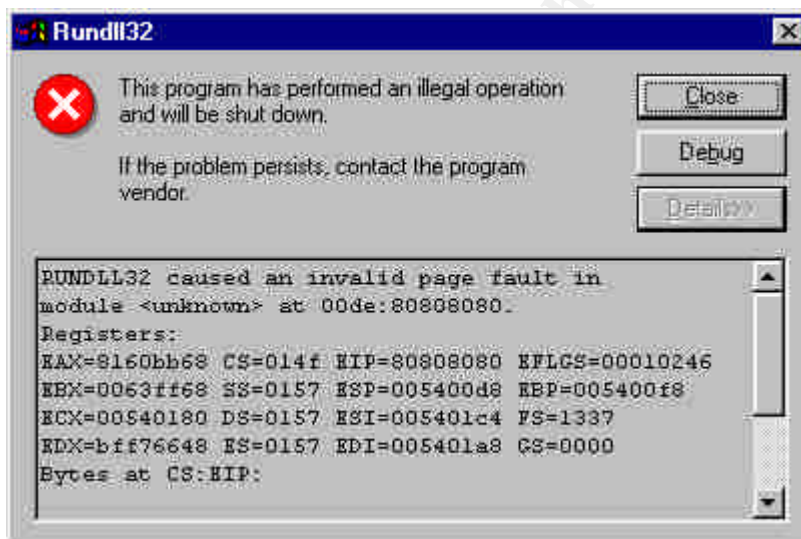 Rundll32
This program has performed an illegal operation
and will be shut down.
If the problem persists, contact the program
vendor.
Close
Debug
Details>>
RUNDLL32 caused an invalid page fault in
module <unknown> at 00de:80808080.
Registers:
EAX=8160bb68 CS=014f EIP=80808080 EFLGS=00010246
EBX=0063ff68 SS=0157 ESP=005400d8 EBP=005400f8
ECX=00540180 DS=0157 ESI=005401c4 FS=1337
EDX=bff76648 ES=0157 EDI=005401a8 GS=0000
Bytes at CS:EIP: